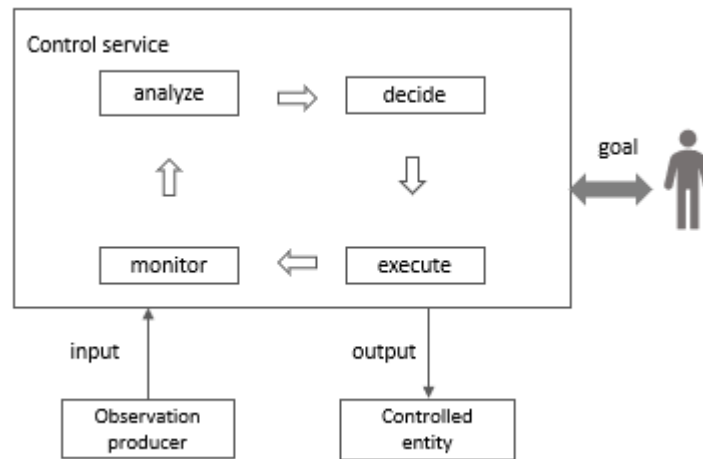 Control service
analyze
decide
goal
monitor
execute
input
output
Observation
producer
Controlled
entity